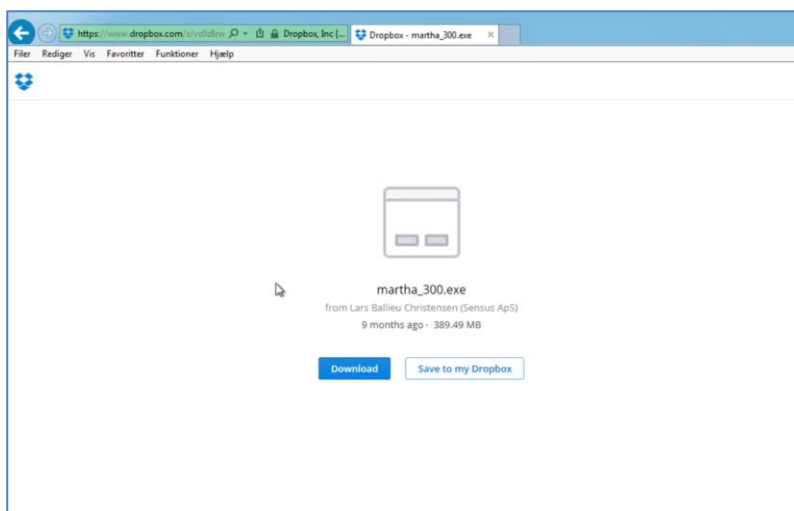 https://www.dropbox.com/s/ Dropbox, Inc [... Dropbox - martha_300.exe
Filer Rediger Vis Favoritter Funktioner Hjælp
martha_300.exe
from Lars Ballieu Christensen (Sensus ApS)
9 months ago · 389.49 MB
Download Save to my Dropbox